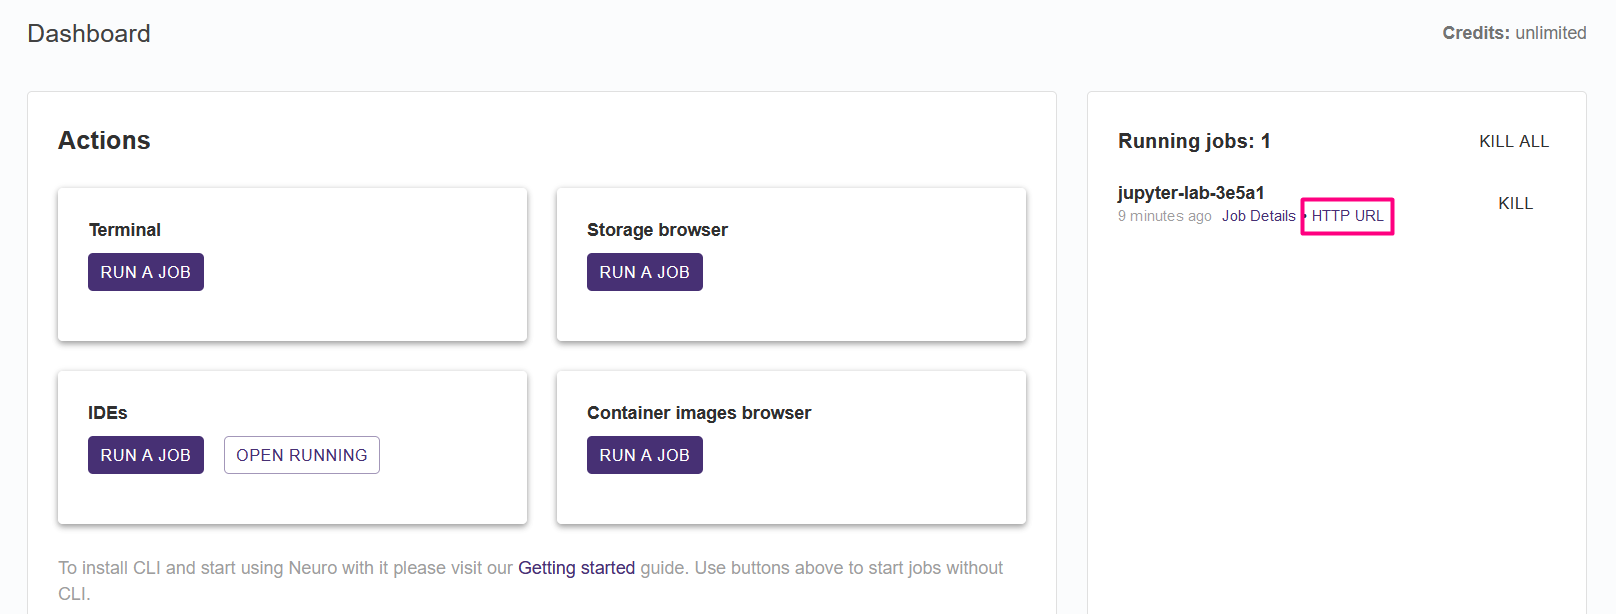 Dashboard
Credits: unlimited
Actions
Terminal
RUN A JOB
Storage browser
RUN A JOB
IDEs
RUN A JOB OPEN RUNNING
Container images browser
RUN A JOB
To install CLI and start using Neuro with it please visit our Getting started guide. Use buttons above to start jobs without
CLI.
Running jobs: 1 KILL ALL
jupyter-lab-3e5a1
9 minutes ago Job Details • HTTP URL
KILL